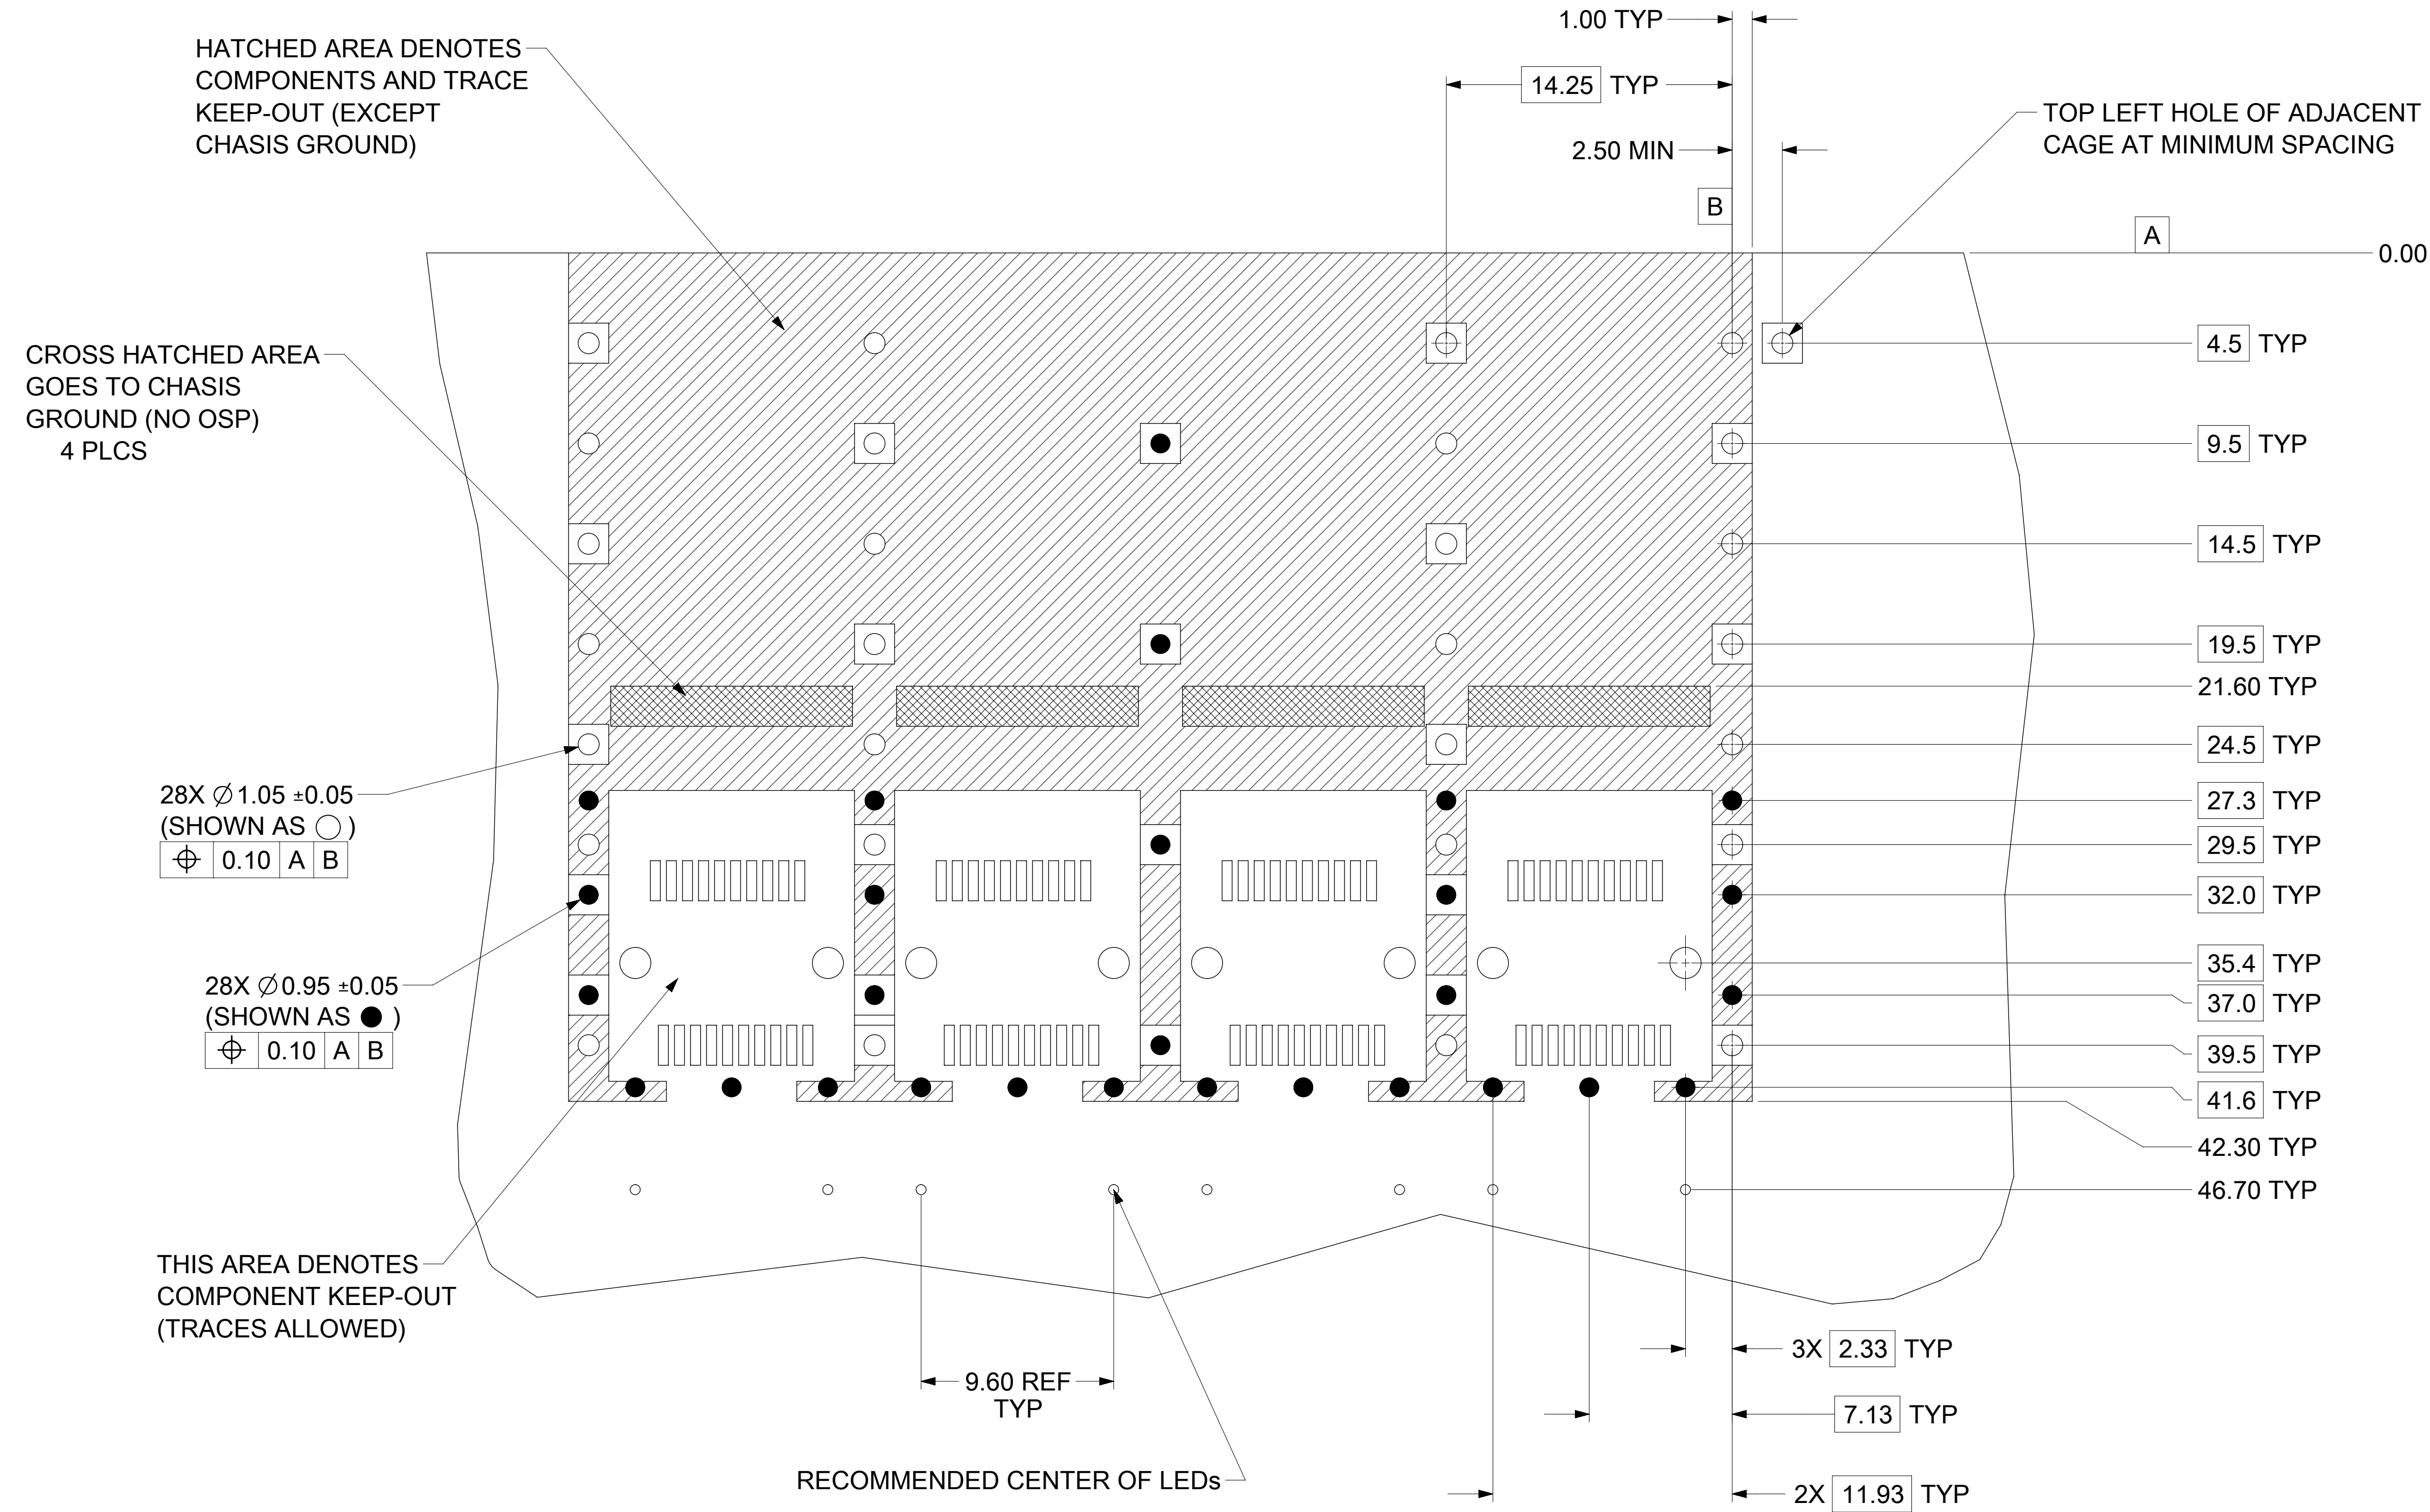 1.00 TYP
HATCHED AREA DENOTES
COMPONENTS AND TRACE
KEEP-OUT (EXCEPT
CHASIS GROUND)
14.25 TYP
TOP LEFT HOLE OF ADJACENT
CAGE AT MINIMUM SPACING
2.50 MIN
B
A
0.00
4.5 TYP
CROSS HATCHED AREA
GOES TO CHASIS
GROUND (NO OSP)
4 PLCS
9.5 TYP
14.5 TYP
19.5 TYP
21.60 TYP
24.5 TYP
28X ∅1.05 ±0.05
(SHOWN AS ○)
⌖ 0.10 A B
27.3 TYP
29.5 TYP
32.0 TYP
28X ∅0.95 ±0.05
(SHOWN AS ●)
⌖ 0.10 A B
35.4 TYP
37.0 TYP
39.5 TYP
41.6 TYP
42.30 TYP
46.70 TYP
THIS AREA DENOTES
COMPONENT KEEP-OUT
(TRACES ALLOWED)
3X 2.33 TYP
9.60 REF
TYP
7.13 TYP
RECOMMENDED CENTER OF LEDs
2X 11.93 TYP